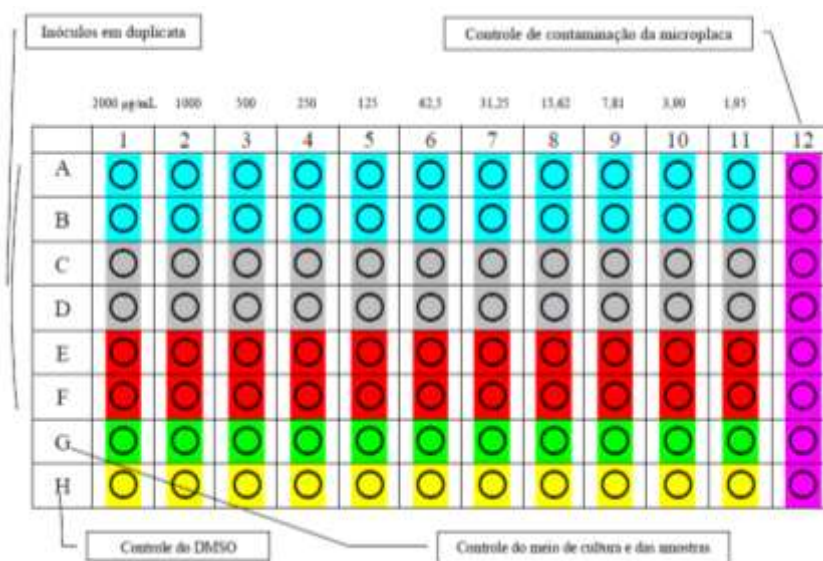 Inóculos em duplicata
Controle de contaminação da microplaca
2000 µg/mL 1000 500 250 125 62,5 31,25 15,62 7,81 3,90 1,95
1 2 3 4 5 6 7 8 9 10 11 12
A
B
C
D
E
F
G
H
Controle do DMSO
Controle do meio de cultura e das amostras